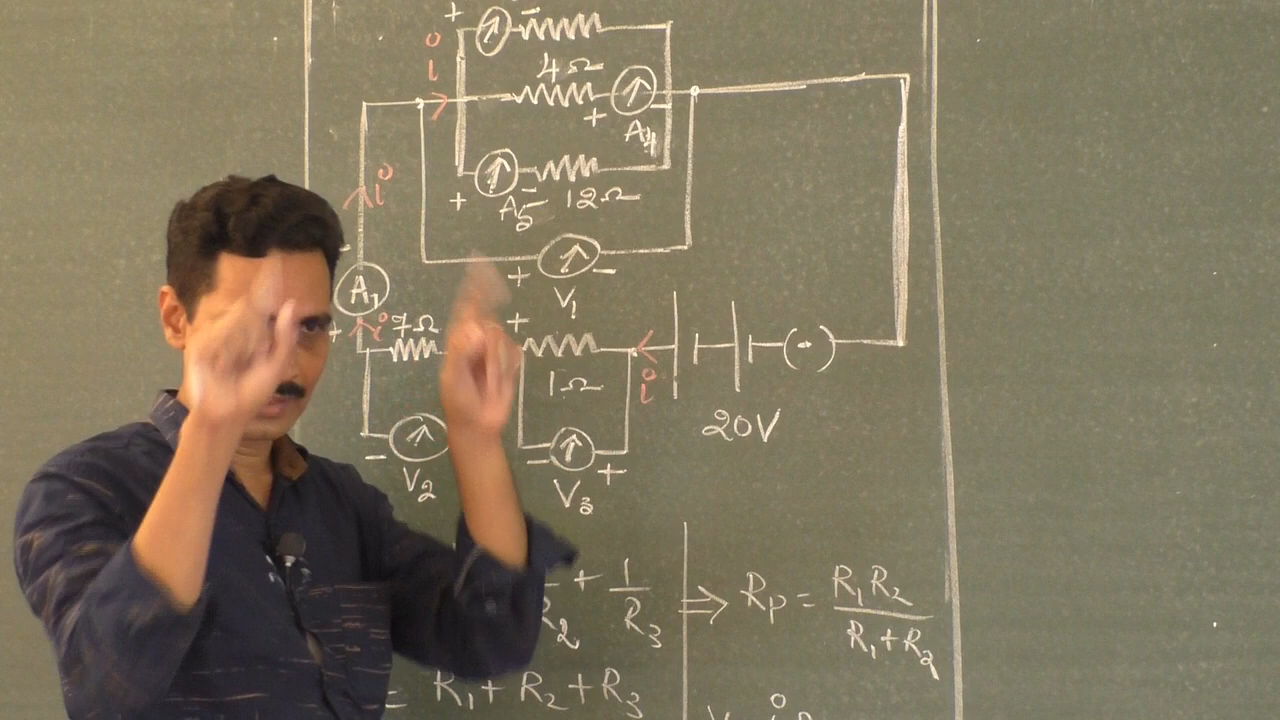 + -
i 4Ω
+ A4
i
+ A5 - 12Ω
-
+ -
A1 V1
+ i 7Ω +
1Ω i
20V
- - +
V2 V3
+ 1/R3 ⇒ Rp = R1R2/R1+R2
= R1+R2+R3